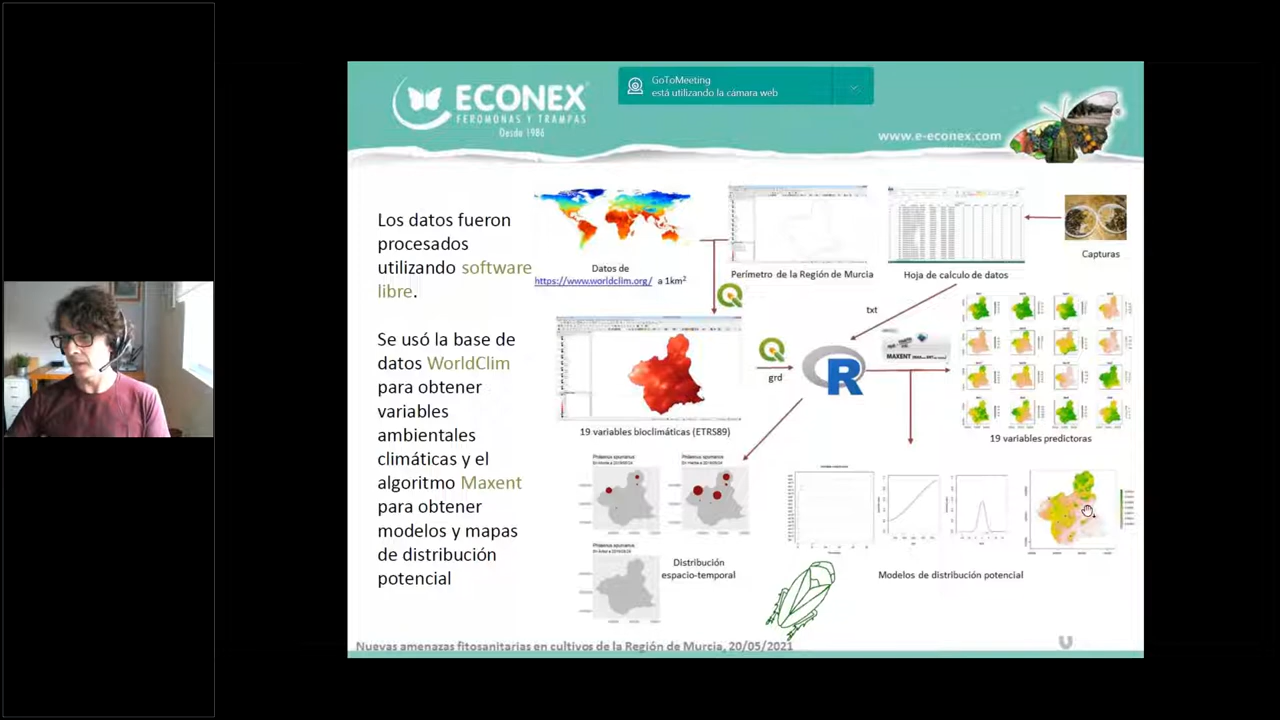 GoToMeeting
está utilizando la cámara web
ECONEX
FEROMONAS Y TRAMPAS
Desde 1986
www.e-econex.com
Los datos fueron
procesados
utilizando software
libre.
Se usó la base de
datos WorldClim
para obtener
variables
ambientales
climáticas y el
algoritmo Maxent
para obtener
modelos y mapas
de distribución
potencial
Datos de
https://www.worldclim.org/ a 1km²
Perímetro de la Región de Murcia
Hoja de calculo de datos
Capturas
txt
grd
R
MAXENT
19 variables bioclimáticas (ETRS89)
19 variables predictoras
Philaenus spumarius
Philaenus spumarius
Distribución
espacio-temporal
Modelos de distribución potencial
Nuevas amenazas fitosanitarias en cultivos de la Región de Murcia, 20/05/2021